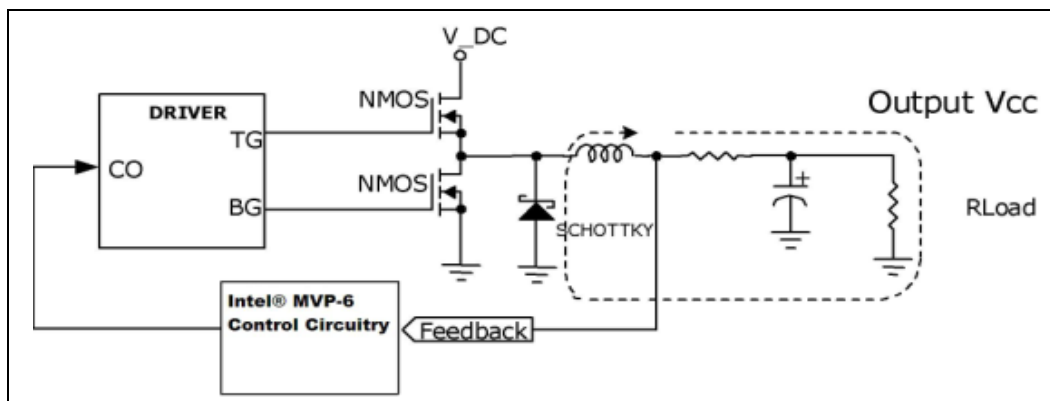 V_DC
NMOS
DRIVER
Output Vcc
TG
CO
NMOS
BG
RLoad
SCHOTTKY
Intel® MVP-6
Control Circuitry
Feedback
+